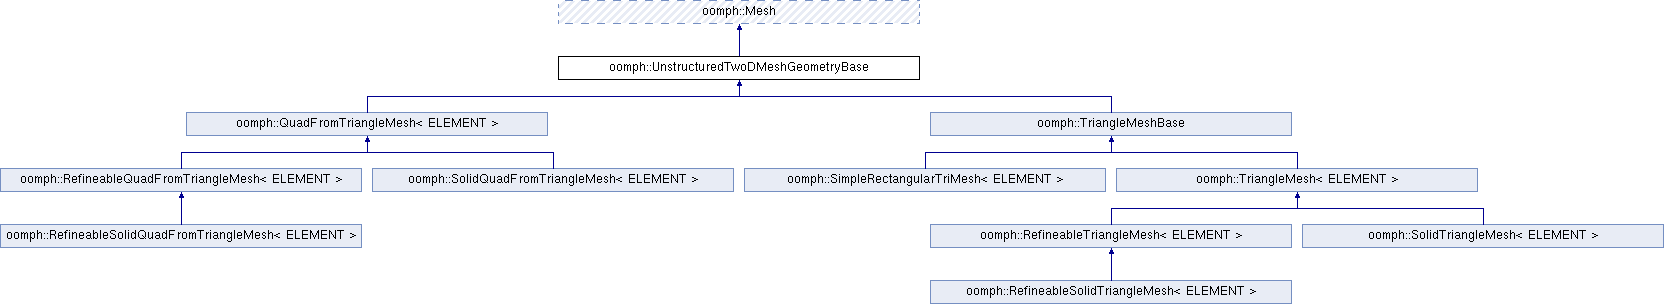 oomph::Mesh
oomph::UnstructuredTwoDMeshGeometryBase
oomph::QuadFromTriangleMesh< ELEMENT >
oomph::TriangleMeshBase
oomph::RefineableQuadFromTriangleMesh< ELEMENT >
oomph::SolidQuadFromTriangleMesh< ELEMENT >
oomph::SimpleRectangularTriMesh< ELEMENT >
oomph::TriangleMesh< ELEMENT >
oomph::RefineableSolidQuadFromTriangleMesh< ELEMENT >
oomph::RefineableTriangleMesh< ELEMENT >
oomph::SolidTriangleMesh< ELEMENT >
oomph::RefineableSolidTriangleMesh< ELEMENT >